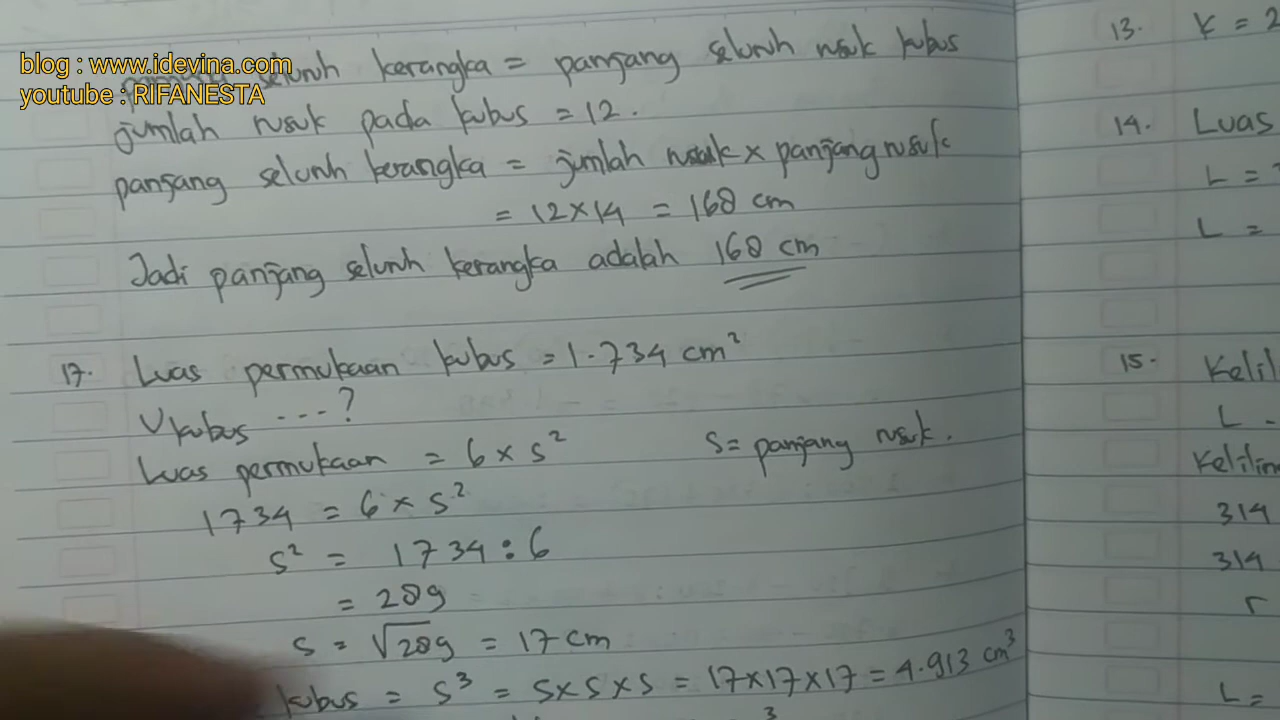 blog : www.idevina.com
youtube : RIFANESTA
seluruh kerangka = panjang seluruh rusuk kubus
jumlah rusuk pada kubus = 12.
panjang seluruh kerangka = jumlah rusuk x panjang rusuk
= 12 x 14 = 168 cm
Jadi panjang seluruh kerangka adalah 168 cm
17. Luas permukaan kubus = 1.734 cm²
V kubus ...?
Luas permukaan = 6 x s² s = panjang rusuk.
1734 = 6 x s²
s² = 1734 : 6
= 289
s = √289 = 17 cm
kubus = s³ = s x s x s = 17 x 17 x 17 = 4.913 cm³
3
13. K = 2
14. Luas
L =
L =
15. Kelil
L -
Kelilin
314
314
r
L =